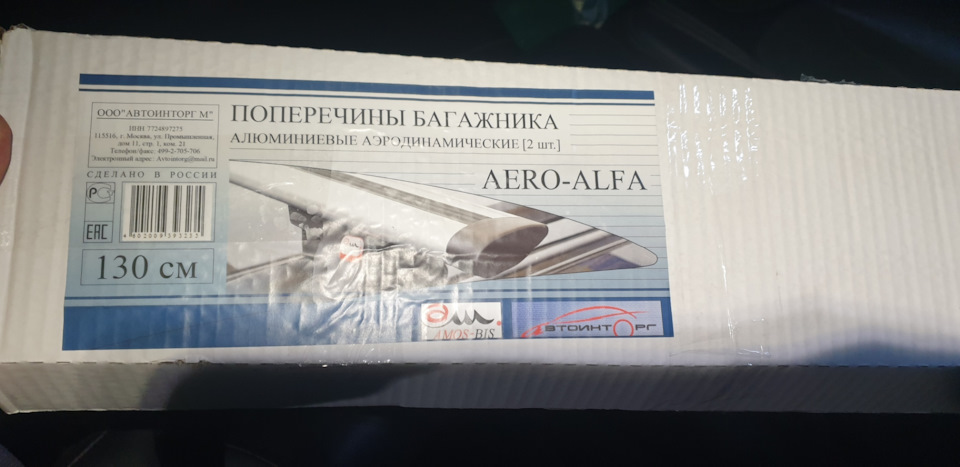 ООО"АВТОИНТОРГ М"
ИНН 7724897275
115516, г. Москва, ул. Промышленная,
дом 11, стр. 1, ком. 21
Телефон/факс: 499-2-705-706
Электронный адрес: Avtointorg@mail.ru
СДЕЛАНО В РОССИИ
ЕАС
130 см
ПОПЕРЕЧИНЫ БАГАЖНИКА
АЛЮМИНИЕВЫЕ АЭРОДИНАМИЧЕСКИЕ [2 шт.]
AERO-ALFA
AMOS-BIS
АВТОИНТОРГ